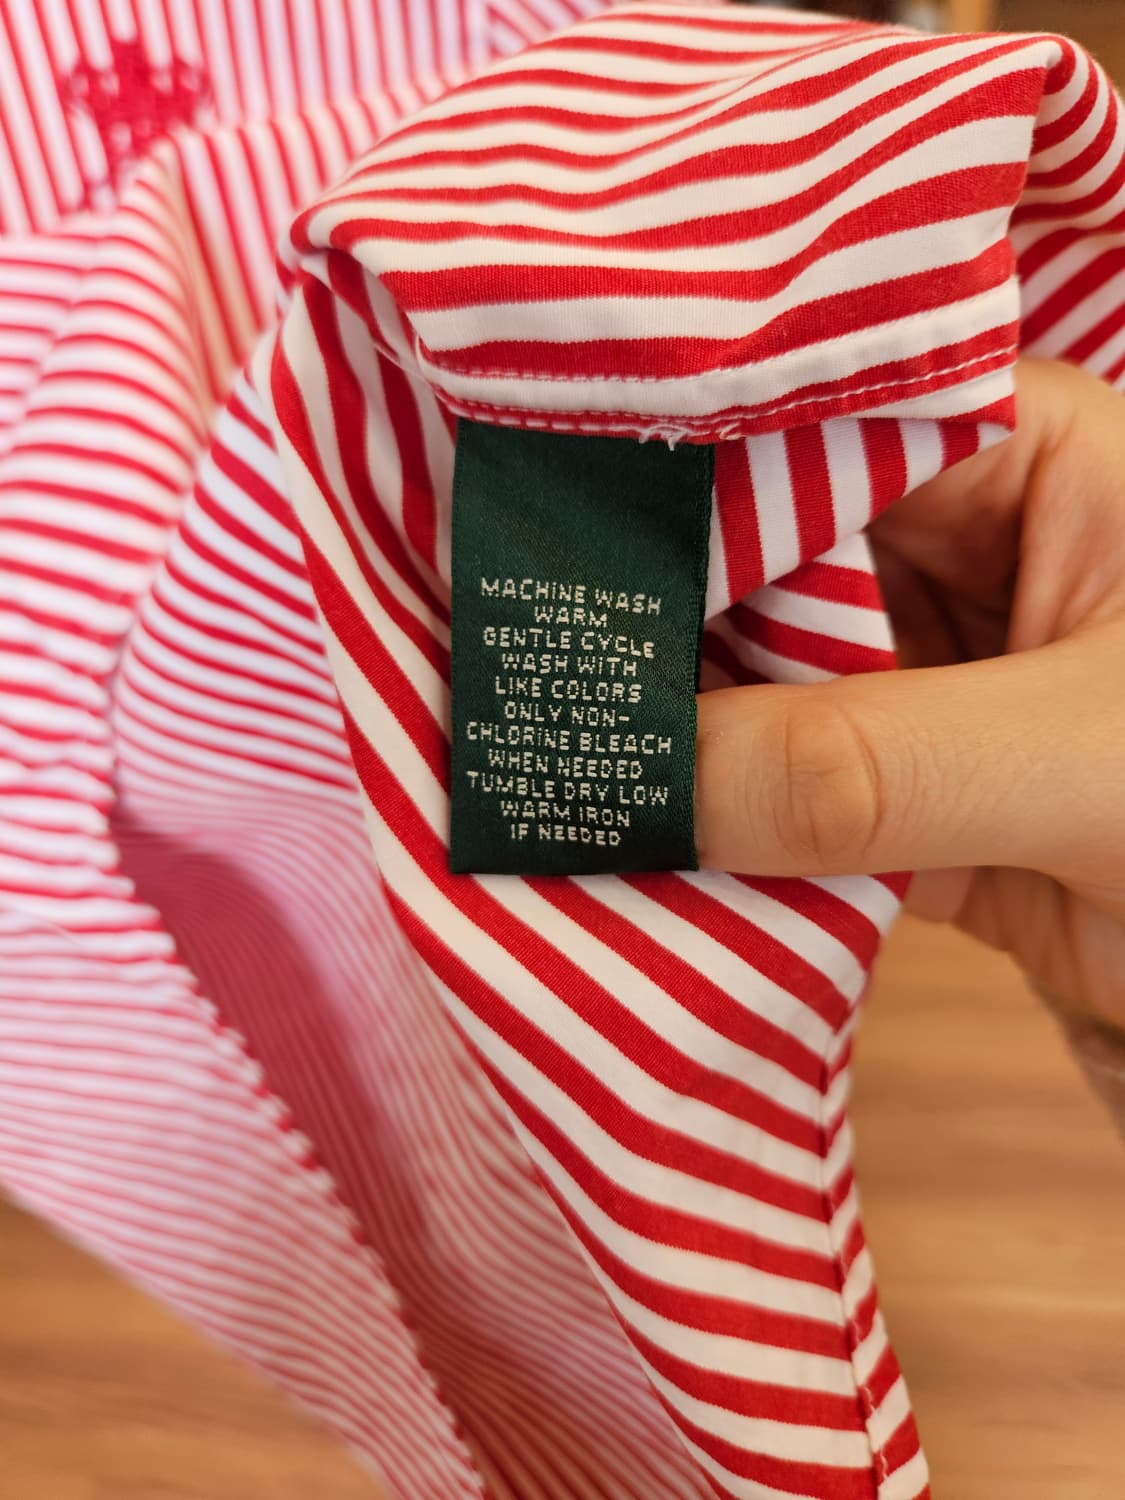 MACHINE WASH
WARM
GENTLE CYCLE
WASH WITH
LIKE COLORS
ONLY NON-
CHLORINE BLEACH
WHEN NEEDED
TUMBLE DRY LOW
WARM IRON
IF NEEDED